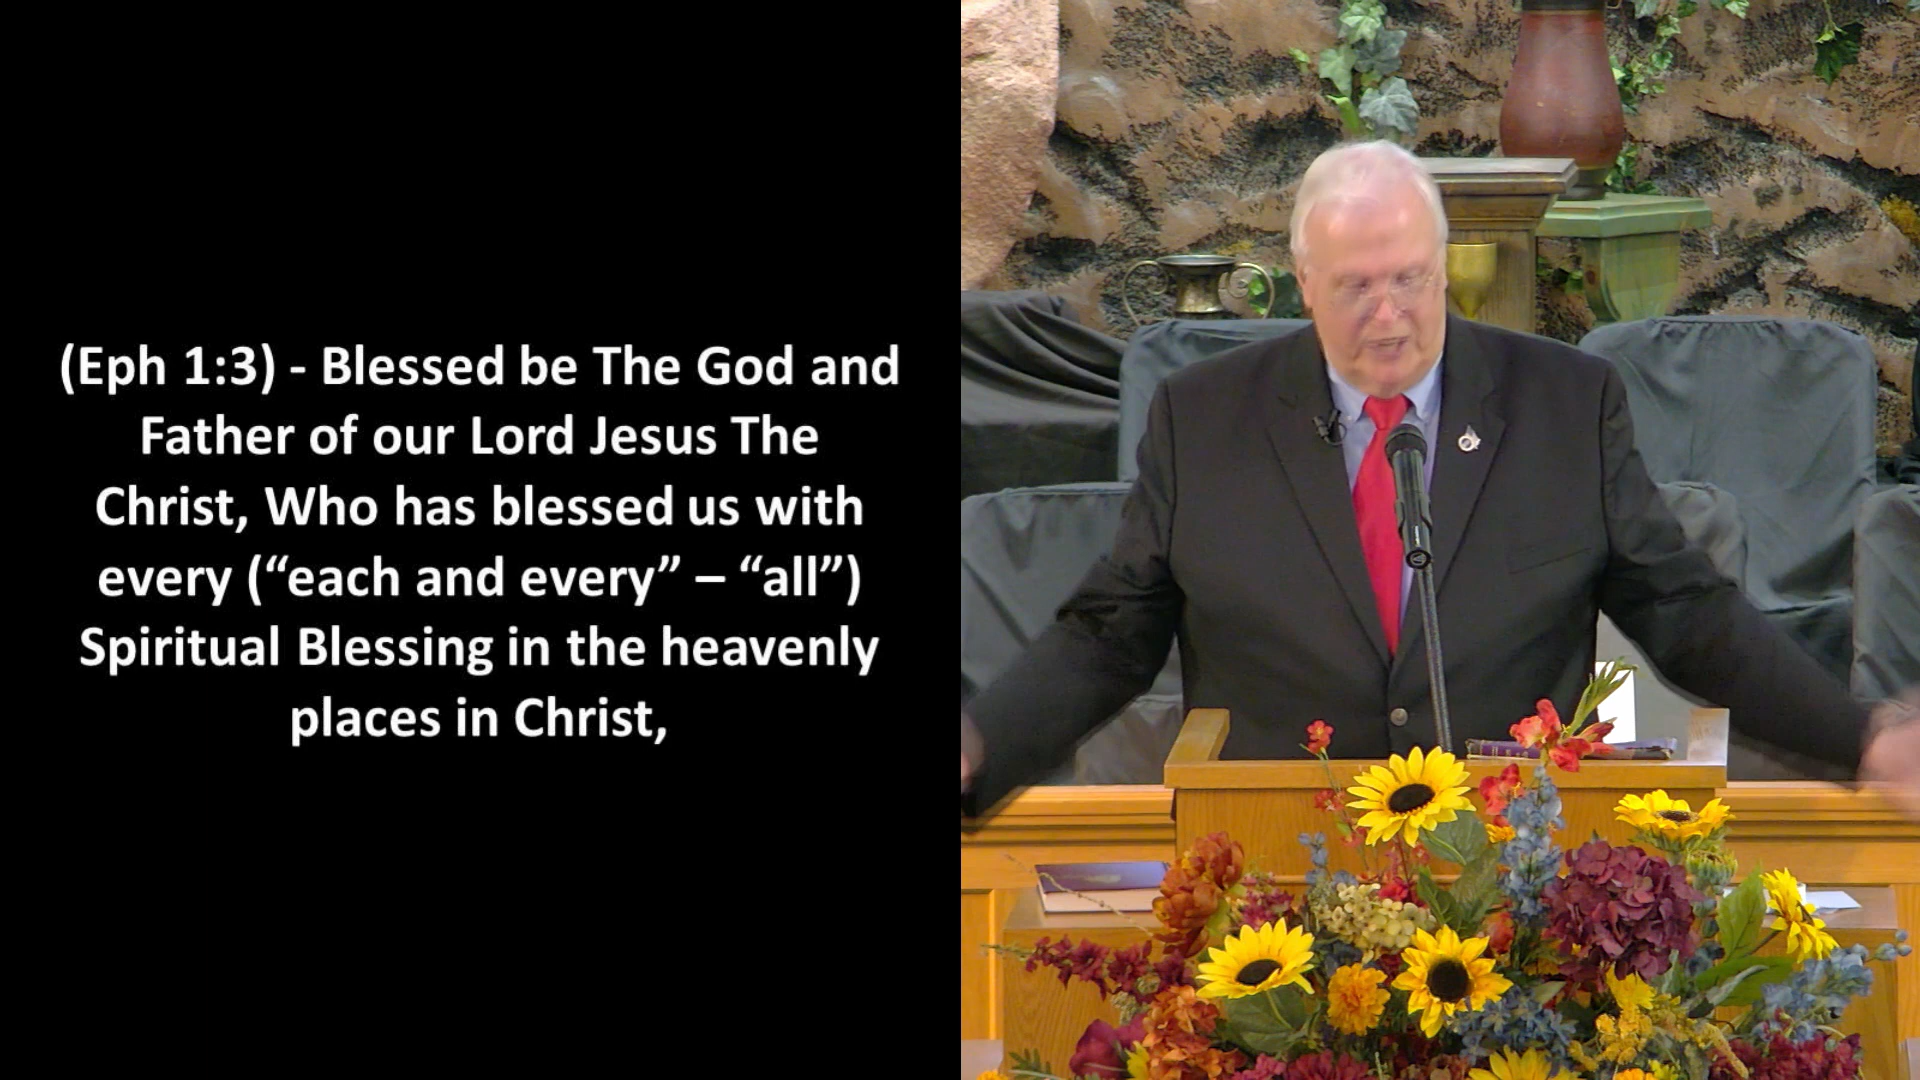 (Eph 1:3) - Blessed be The God and
Father of our Lord Jesus The
Christ, Who has blessed us with
every (“each and every” – “all”)
Spiritual Blessing in the heavenly
places in Christ,